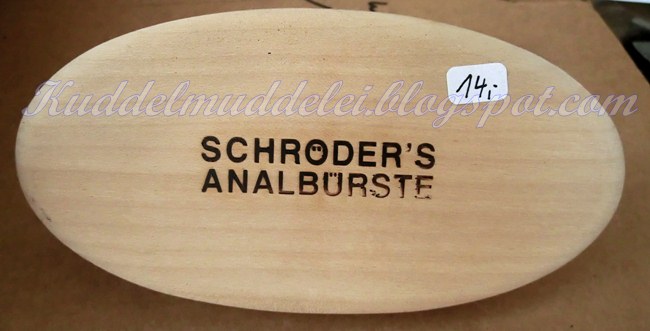 14,-
Kuddelmuddelei.blogspot.com
SCHRÖDER'S
ANALBÜRSTE